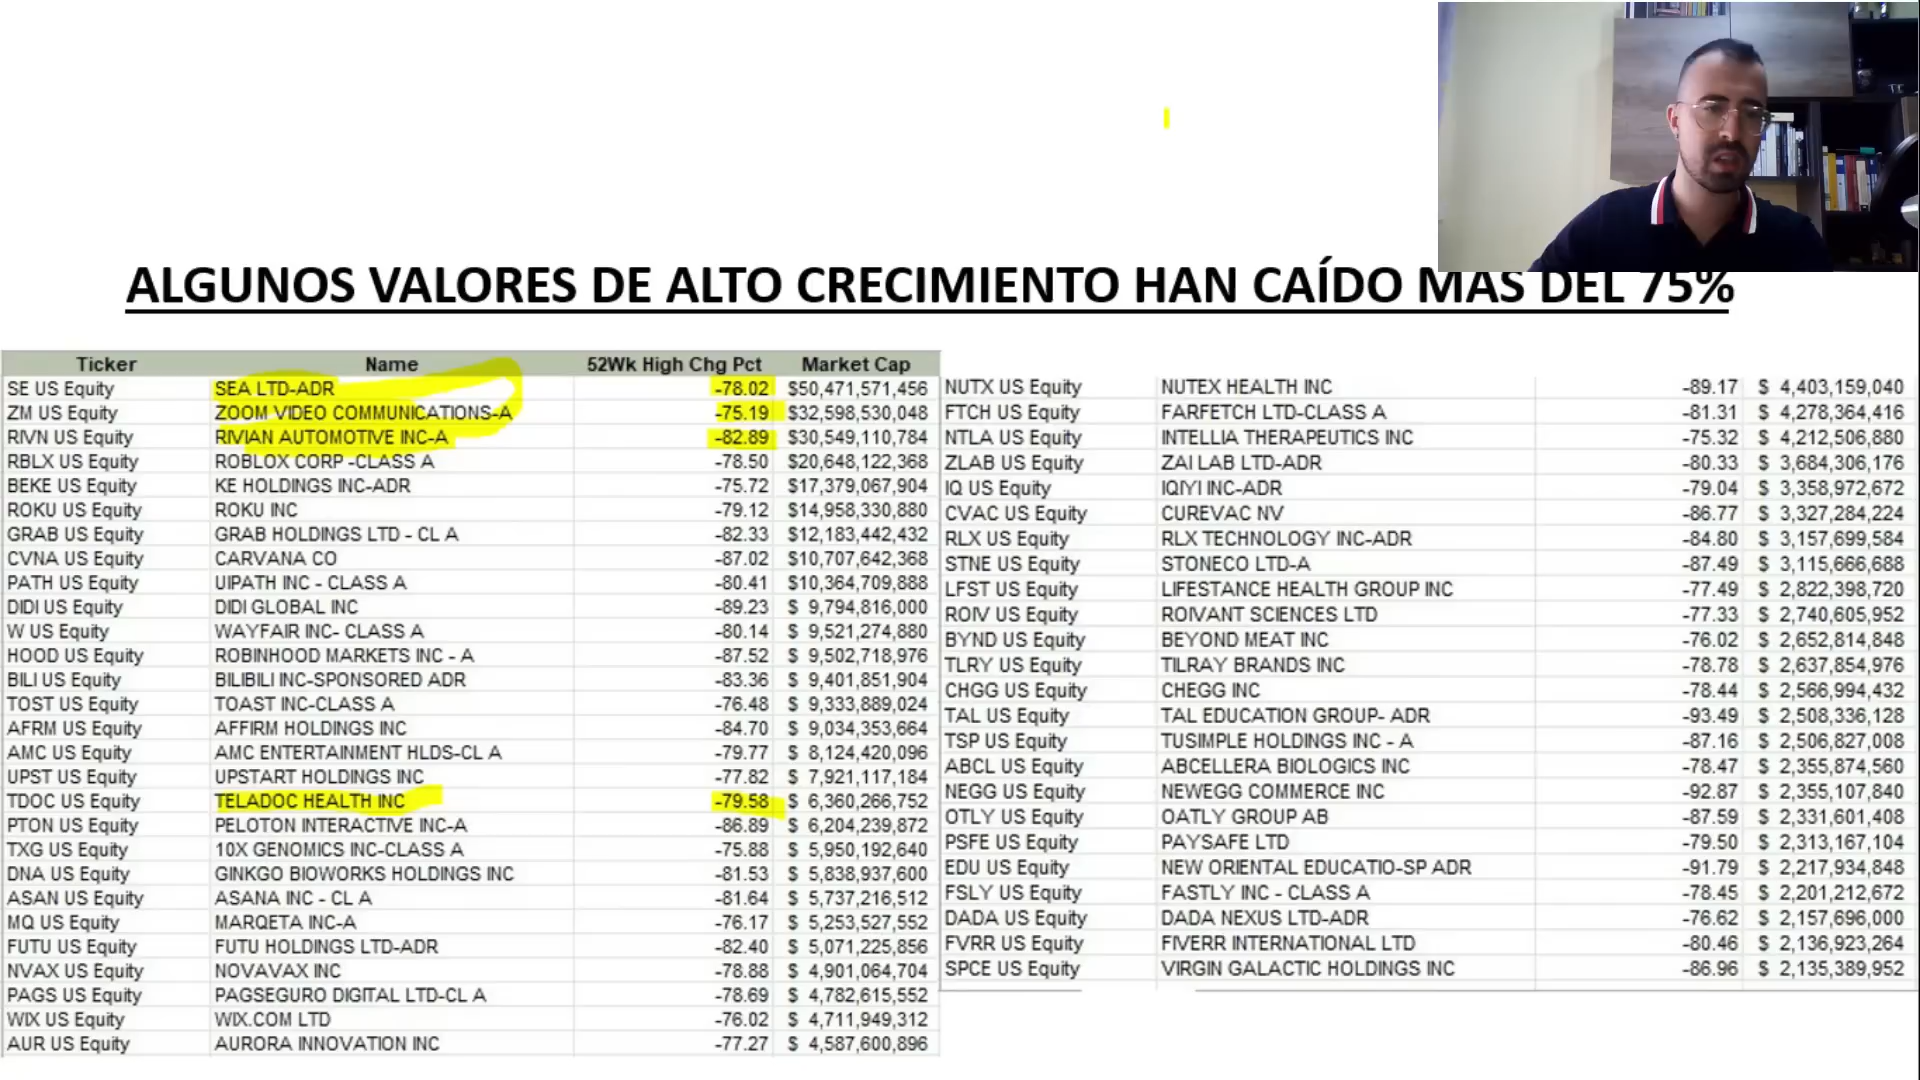 ALGUNOS VALORES DE ALTO CRECIMIENTO HAN CAÍDO MAS DEL 75%
Ticker Name 52Wk High Chg Pct Market Cap
SE US Equity SEA LTD-ADR -78.02 $50,471,571,456
ZM US Equity ZOOM VIDEO COMMUNICATIONS-A -75.19 $32,598,530,048
RIVN US Equity RIVIAN AUTOMOTIVE INC-A -82.89 $30,549,110,784
RBLX US Equity ROBLOX CORP -CLASS A -78.50 $20,648,122,368
BEKE US Equity KE HOLDINGS INC-ADR -75.72 $17,379,067,904
ROKU US Equity ROKU INC -79.12 $14,958,330,880
GRAB US Equity GRAB HOLDINGS LTD - CL A -82.33 $12,183,442,432
CVNA US Equity CARVANA CO -87.02 $10,707,642,368
PATH US Equity UIPATH INC - CLASS A -80.41 $10,364,709,888
DIDI US Equity DIDI GLOBAL INC -89.23 $ 9,794,816,000
W US Equity WAYFAIR INC- CLASS A -80.14 $ 9,521,274,880
HOOD US Equity ROBINHOOD MARKETS INC - A -87.52 $ 9,502,718,976
BILI US Equity BILIBILI INC-SPONSORED ADR -83.36 $ 9,401,851,904
TOST US Equity TOAST INC-CLASS A -76.48 $ 9,333,889,024
AFRM US Equity AFFIRM HOLDINGS INC -84.70 $ 9,034,353,664
AMC US Equity AMC ENTERTAINMENT HLDS-CL A -79.77 $ 8,124,420,096
UPST US Equity UPSTART HOLDINGS INC -77.82 $ 7,921,117,184
TDOC US Equity TELADOC HEALTH INC -79.58 $ 6,360,266,752
PTON US Equity PELOTON INTERACTIVE INC-A -86.89 $ 6,204,239,872
TXG US Equity 10X GENOMICS INC-CLASS A -75.88 $ 5,950,192,640
DNA US Equity GINKGO BIOWORKS HOLDINGS INC -81.53 $ 5,838,937,600
ASAN US Equity ASANA INC - CL A -81.64 $ 5,737,216,512
MQ US Equity MARQETA INC-A -76.17 $ 5,253,527,552
FUTU US Equity FUTU HOLDINGS LTD-ADR -82.40 $ 5,071,225,856
NVAX US Equity NOVAVAX INC -78.88 $ 4,901,064,704
PAGS US Equity PAGSEGURO DIGITAL LTD-CL A -78.69 $ 4,782,615,552
WIX US Equity WIX.COM LTD -76.02 $ 4,711,949,312
AUR US Equity AURORA INNOVATION INC -77.27 $ 4,587,600,896
NUTX US Equity NUTEX HEALTH INC -89.17 $ 4,403,159,040
FTCH US Equity FARFETCH LTD-CLASS A -81.31 $ 4,278,364,416
NTLA US Equity INTELLIA THERAPEUTICS INC -75.32 $ 4,212,506,880
ZLAB US Equity ZAI LAB LTD-ADR -80.33 $ 3,684,306,176
IQ US Equity IQIYI INC-ADR -79.04 $ 3,358,972,672
CVAC US Equity CUREVAC NV -86.77 $ 3,327,284,224
RLX US Equity RLX TECHNOLOGY INC-ADR -84.80 $ 3,157,699,584
STNE US Equity STONECO LTD-A -87.49 $ 3,115,666,688
LFST US Equity LIFESTANCE HEALTH GROUP INC -77.49 $ 2,822,398,720
ROIV US Equity ROIVANT SCIENCES LTD -77.33 $ 2,740,605,952
BYND US Equity BEYOND MEAT INC -76.02 $ 2,652,814,848
TLRY US Equity TILRAY BRANDS INC -78.78 $ 2,637,854,976
CHGG US Equity CHEGG INC -78.44 $ 2,566,994,432
TAL US Equity TAL EDUCATION GROUP- ADR -93.49 $ 2,508,336,128
TSP US Equity TUSIMPLE HOLDINGS INC - A -87.16 $ 2,506,827,008
ABCL US Equity ABCELLERA BIOLOGICS INC -78.47 $ 2,355,874,560
NEGG US Equity NEWEGG COMMERCE INC -92.87 $ 2,355,107,840
OTLY US Equity OATLY GROUP AB -87.59 $ 2,331,601,408
PSFE US Equity PAYSAFE LTD -79.50 $ 2,313,167,104
EDU US Equity NEW ORIENTAL EDUCATIO-SP ADR -91.79 $ 2,217,934,848
FSLY US Equity FASTLY INC - CLASS A -78.45 $ 2,201,212,672
DADA US Equity DADA NEXUS LTD-ADR -76.62 $ 2,157,696,000
FVRR US Equity FIVERR INTERNATIONAL LTD -80.46 $ 2,136,923,264
SPCE US Equity VIRGIN GALACTIC HOLDINGS INC -86.96 $ 2,135,389,952